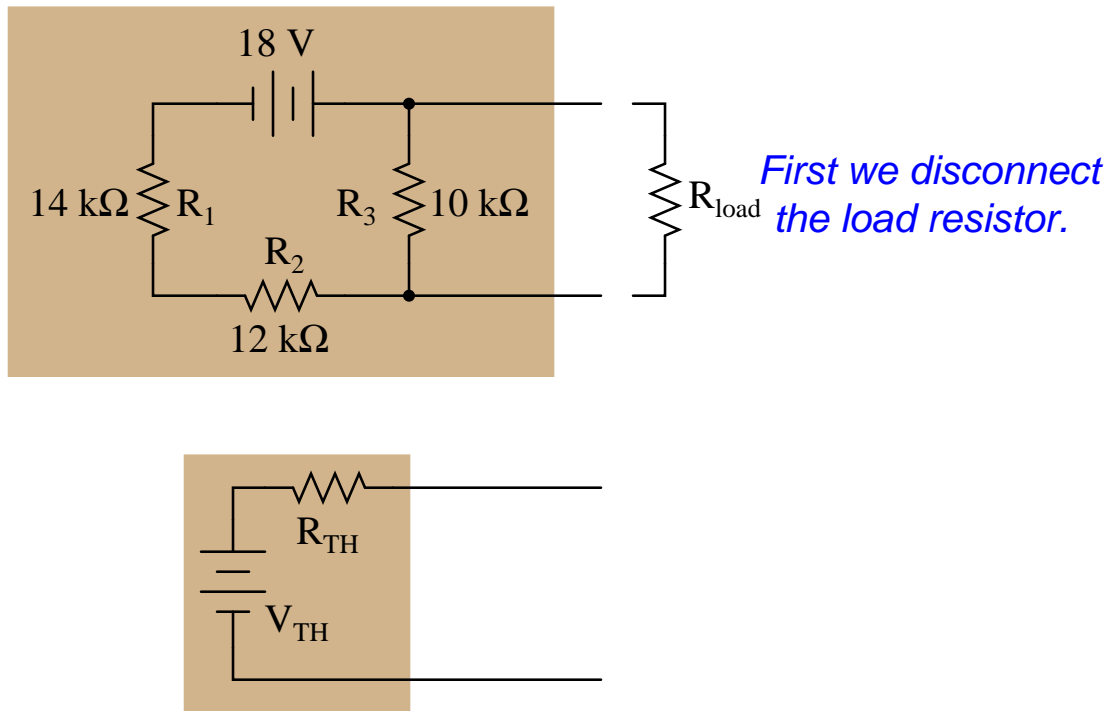 18 V
14 kΩ R1 R3 10 kΩ
R2
12 kΩ
Rload
First we disconnect
the load resistor.
RTH
VTH